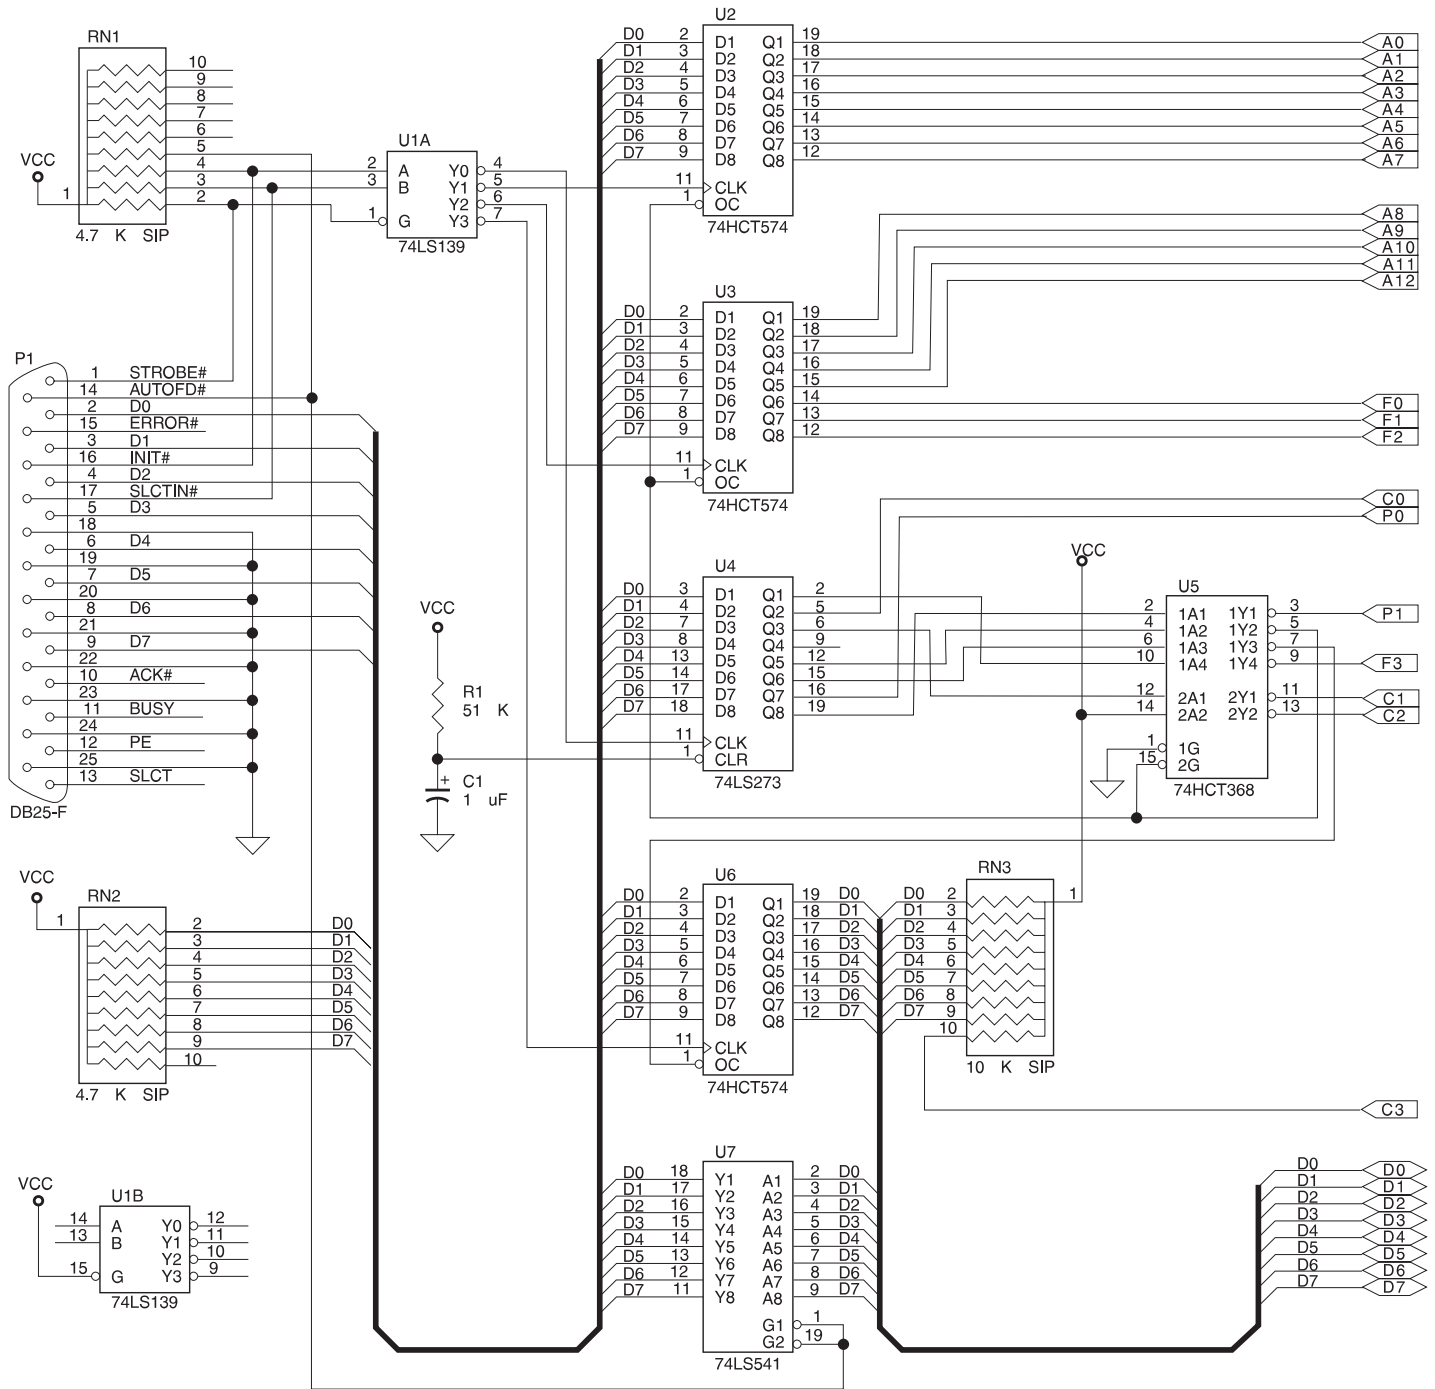 RN1
10
9
8
7
6
5
4
3
2
VCC
1
4.7 K SIP
U1A
2 A Y0 4
3 B Y1 5
Y2 6
1 G Y3 7
74LS139
P1
1 STROBE#
14 AUTOFD#
2 D0
15 ERROR#
3 D1
16 INIT#
4 D2
17 SLCTIN#
5 D3
18
6 D4
19
7 D5
20
8 D6
21
9 D7
22
10 ACK#
23
11 BUSY
24
12 PE
25
13 SLCT
DB25-F
VCC
R1
51 K
+ C1
1 uF
VCC
RN2
1
2 D0
3 D1
4 D2
5 D3
6 D4
7 D5
8 D6
9 D7
10
4.7 K SIP
VCC
U1B
14 A Y0 12
13 B Y1 11
Y2 10
15 G Y3 9
74LS139
U2
D0 2 D1 Q1 19
D1 3 D2 Q2 18
D2 4 D3 Q3 17
D3 5 D4 Q4 16
D4 6 D5 Q5 15
D5 7 D6 Q6 14
D6 8 D7 Q7 13
D7 9 D8 Q8 12
11 CLK
1 OC
74HCT574
U3
D0 2 D1 Q1 19
D1 3 D2 Q2 18
D2 4 D3 Q3 17
D3 5 D4 Q4 16
D4 6 D5 Q5 15
D5 7 D6 Q6 14
D6 8 D7 Q7 13
D7 9 D8 Q8 12
11 CLK
1 OC
74HCT574
U4
D0 3 D1 Q1 2
D1 4 D2 Q2 5
D2 7 D3 Q3 6
D3 8 D4 Q4 9
D4 13 D5 Q5 12
D5 14 D6 Q6 15
D6 17 D7 Q7 16
D7 18 D8 Q8 19
11 CLK
1 CLR
74LS273
VCC
U5
2 1A1 1Y1 3
4 1A2 1Y2 5
6 1A3 1Y3 7
10 1A4 1Y4 9
12 2A1 2Y1 11
14 2A2 2Y2 13
1 1G
15 2G
74HCT368
U6
D0 2 D1 Q1 19 D0
D1 3 D2 Q2 18 D1
D2 4 D3 Q3 17 D2
D3 5 D4 Q4 16 D3
D4 6 D5 Q5 15 D4
D5 7 D6 Q6 14 D5
D6 8 D7 Q7 13 D6
D7 9 D8 Q8 12 D7
11 CLK
1 OC
74HCT574
RN3
D0 2 1
D1 3
D2 4
D3 5
D4 6
D5 7
D6 8
D7 9
10
10 K SIP
U7
D0 18 Y1 A1 2 D0
D1 17 Y2 A2 3 D1
D2 16 Y3 A3 4 D2
D3 15 Y4 A4 5 D3
D4 14 Y5 A5 6 D4
D5 13 Y6 A6 7 D5
D6 12 Y7 A7 8 D6
D7 11 Y8 A8 9 D7
G1 1
G2 19
74LS541
A0
A1
A2
A3
A4
A5
A6
A7
A8
A9
A10
A11
A12
F0
F1
F2
C0
P0
P1
F3
C1
C2
C3
D0 D0
D1 D1
D2 D2
D3 D3
D4 D4
D5 D5
D6 D6
D7 D7